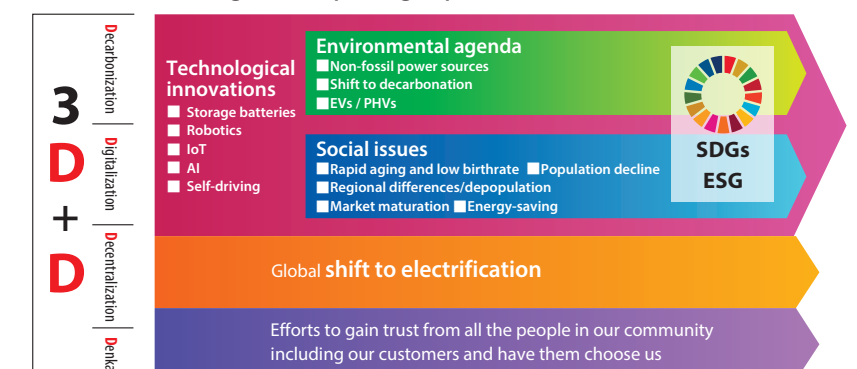 3
D
+
D
Decarbonization
Digitalization
Decentralization
Denka
Technological
innovations
■ Storage batteries
■ Robotics
■ IoT
■ AI
■ Self-driving
Environmental agenda
■Non-fossil power sources
■Shift to decarbonation
■EVs / PHVs
Social issues
■Rapid aging and low birthrate ■Population decline
■Regional differences/depopulation
■Market maturation ■Energy-saving
SDGs
ESG
Global shift to electrification
Efforts to gain trust from all the people in our community
including our customers and have them choose us